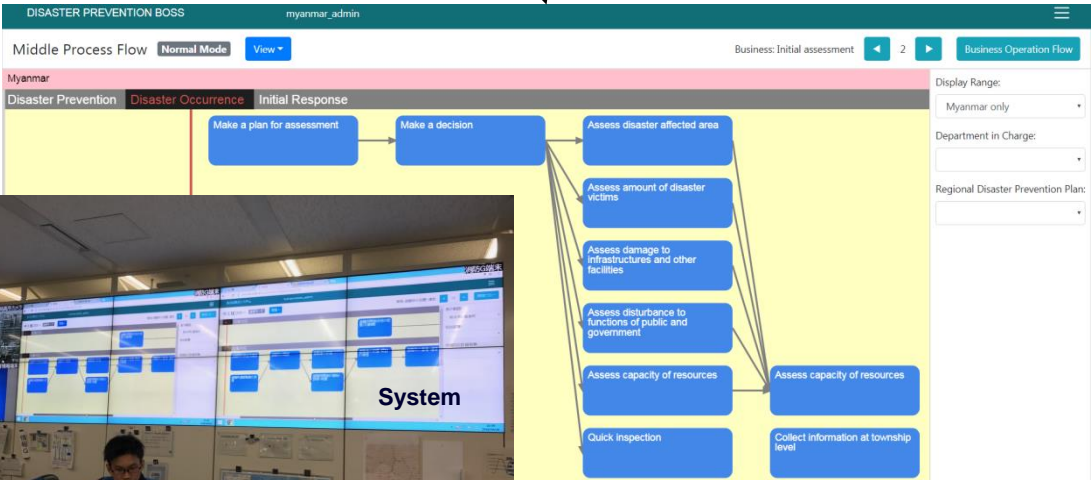 DISASTER PREVENTION BOSS
myanmar_admin
Middle Process Flow
Normal Mode
View
Business: Initial assessment
2
Business Operation Flow
Myanmar
Disaster Prevention
Disaster Occurrence
Initial Response
Make a plan for assessment
Make a decision
Assess disaster affected area
Assess amount of disaster
victims
Assess damage to
infrastructures and other
facilities
Assess disturbance to
functions of public and
government
Assess capacity of resources
Assess capacity of resources
Quick inspection
Collect information at township
level
Display Range:
Myanmar only
Department in Charge:
Regional Disaster Prevention Plan:
System